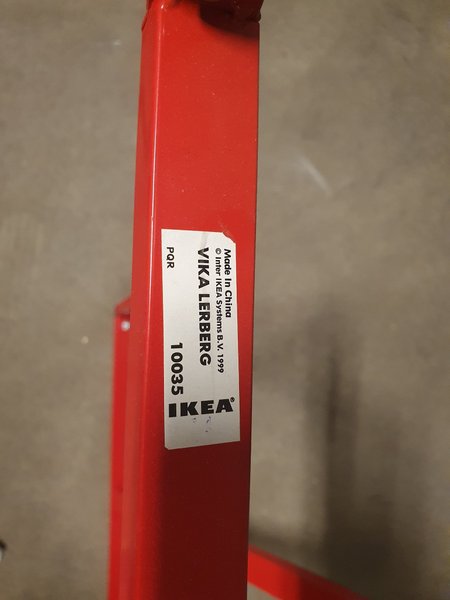 Made In China
© Inter IKEA Systems B.V. 1999
VIKA LERBERG
PQR
10035
IKEA®